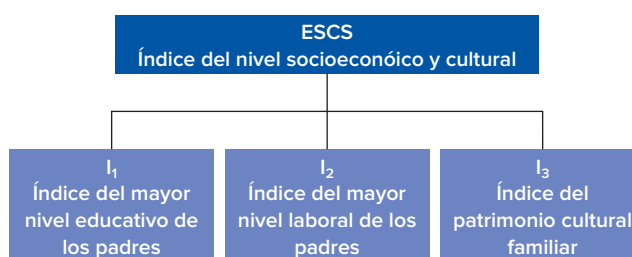 ESCS
Índice del nivel socioeconóico y cultural
I₁
Índice del mayor
nivel educativo de
los padres
I₂
Índice del mayor
nivel laboral de los
padres
I₃
Índice del
patrimonio cultural
familiar